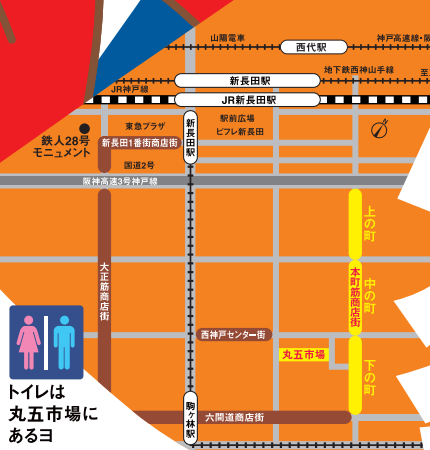 山陽電車
西代駅
神戸高速線・阪
地下鉄西神山手線
至
新長田駅
JR神戸線
JR新長田駅
東急プラザ
新長田駅
駅前広場
ピフレ新長田
鉄人28号
モニュメント
新長田1番街商店街
国道2号
阪神高速3号神戸線
上の町
大正筋商店街
本町筋商店街
中の町
西神戸センター街
丸五市場
下の町
トイレは
丸五市場に
あるヨ
駒ヶ林駅
六間道商店街